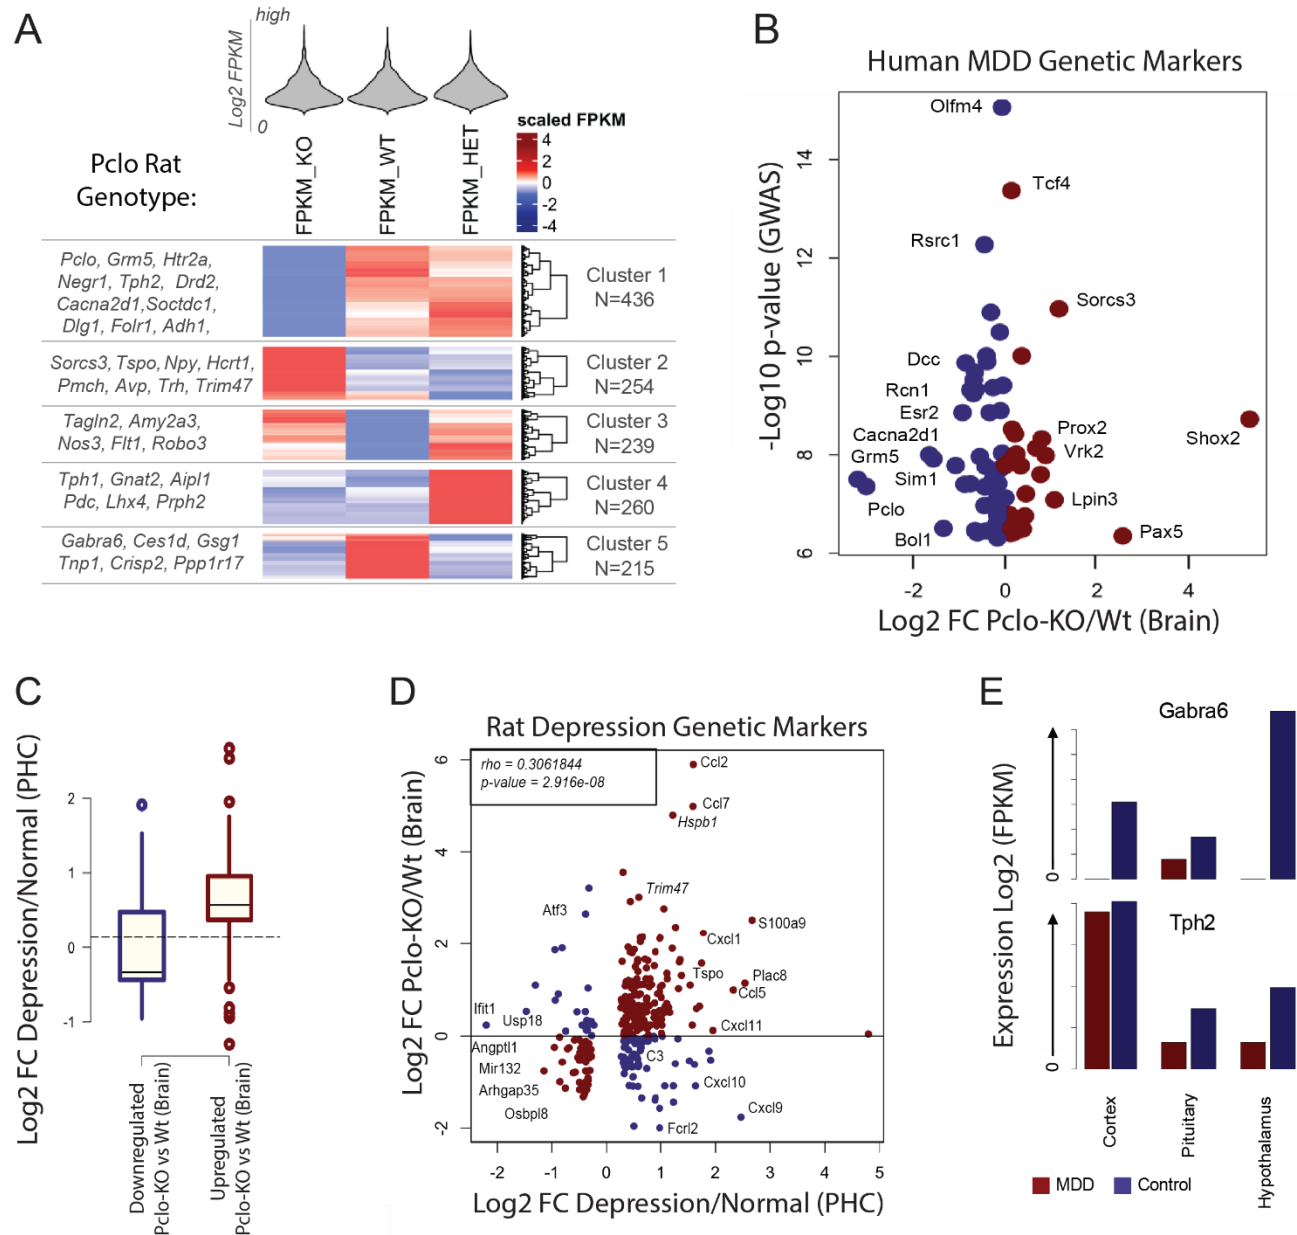 A
high
Log2 FPKM
0
scaled FPKM
4
2
0
-2
-4
Pclo Rat
Genotype:
FPKM_KO
FPKM_WT
FPKM_HET
Pclo, Grm5, Htr2a,
Negr1, Tph2, Drd2,
Cacna2d1,Soctdc1,
Dlg1, Folr1, Adh1,
Cluster 1
N=436
Sorcs3, Tspo, Npy, Hcrt1,
Pmch, Avp, Trh, Trim47
Cluster 2
N=254
Tagln2, Amy2a3,
Nos3, Flt1, Robo3
Cluster 3
N=239
Tph1, Gnat2, Aipl1
Pdc, Lhx4, Prph2
Cluster 4
N=260
Gabra6, Ces1d, Gsg1
Tnp1, Crisp2, Ppp1r17
Cluster 5
N=215
B
Human MDD Genetic Markers
-Log10 p-value (GWAS)
14
12
10
8
6
Olfm4
Tcf4
Rsrc1
Sorcs3
Dcc
Rcn1
Esr2
Cacna2d1
Grm5
Sim1
Pclo
Bol1
Prox2
Vrk2
Shox2
Lpin3
Pax5
-2
0
2
4
Log2 FC Pclo-KO/Wt (Brain)
C
Log2 FC Depression/Normal (PHC)
2
1
0
-1
Downregulated
Pclo-KO vs Wt (Brain)
Upregulated
Pclo-KO vs Wt (Brain)
D
Rat Depression Genetic Markers
rho = 0.3061844
p-value = 2.916e-08
Log2 FC Pclo-KO/Wt (Brain)
6
4
2
0
-2
Ccl2
Ccl7
Hspb1
Trim47
Atf3
S100a9
Cxcl1
Tspo
Plac8
Ccl5
Ifit1
Usp18
Cxcl11
Angptl1
C3
Mir132
Cxcl10
Arhgap35
Osbpl8
Cxcl9
Fcrl2
-2
-1
0
1
2
3
4
5
Log2 FC Depression/Normal (PHC)
E
Gabra6
Expression Log2 (FPKM)
0
Tph2
0
Cortex
Pituitary
Hypothalamus
MDD
Control